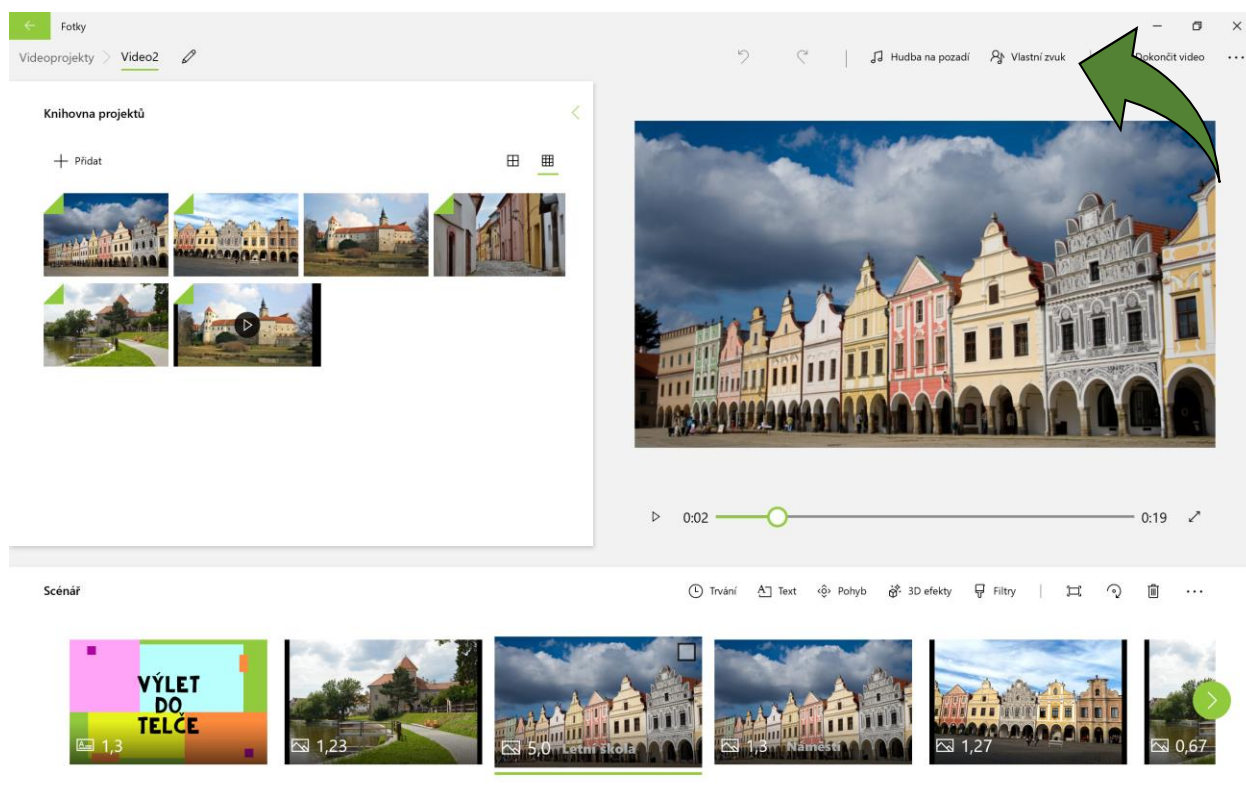 Fotky
Videoprojekty Video2
Hudba na pozadí Vlastní zvuk Dokončit video
Knihovna projektů
Přidat
0:02 0:19
Scénář
Trvání Text Pohyb 3D efekty Filtry
VÝLET
DO
TELČE
1,3
1,23
5,0 Letní škola
1,3 Náměstí
1,27
0,67